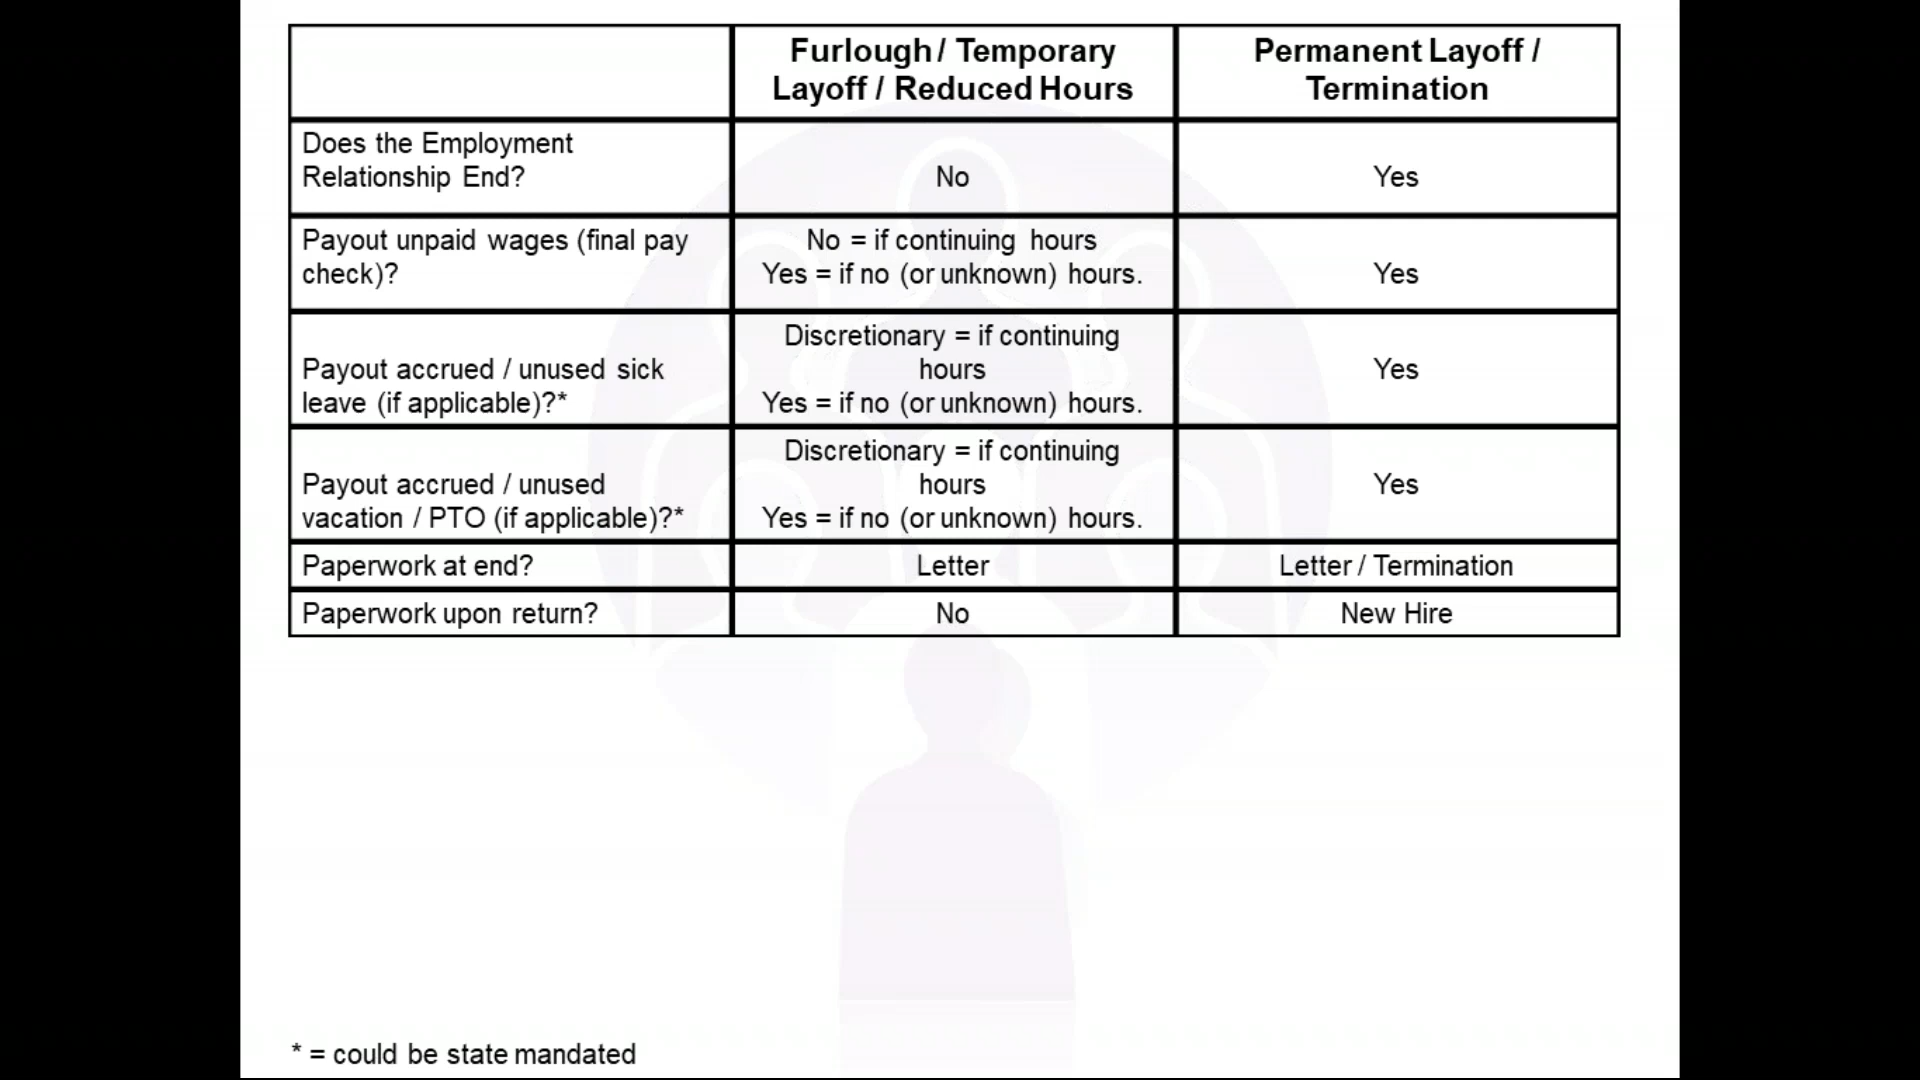 Furlough / Temporary
Layoff / Reduced Hours
Permanent Layoff /
Termination
Does the Employment
Relationship End?
No
Yes
Payout unpaid wages (final pay
check)?
No = if continuing hours
Yes = if no (or unknown) hours.
Yes
Payout accrued / unused sick
leave (if applicable)?*
Discretionary = if continuing
hours
Yes = if no (or unknown) hours.
Yes
Payout accrued / unused
vacation / PTO (if applicable)?*
Discretionary = if continuing
hours
Yes = if no (or unknown) hours.
Yes
Paperwork at end?
Letter
Letter / Termination
Paperwork upon return?
No
New Hire
* = could be state mandated